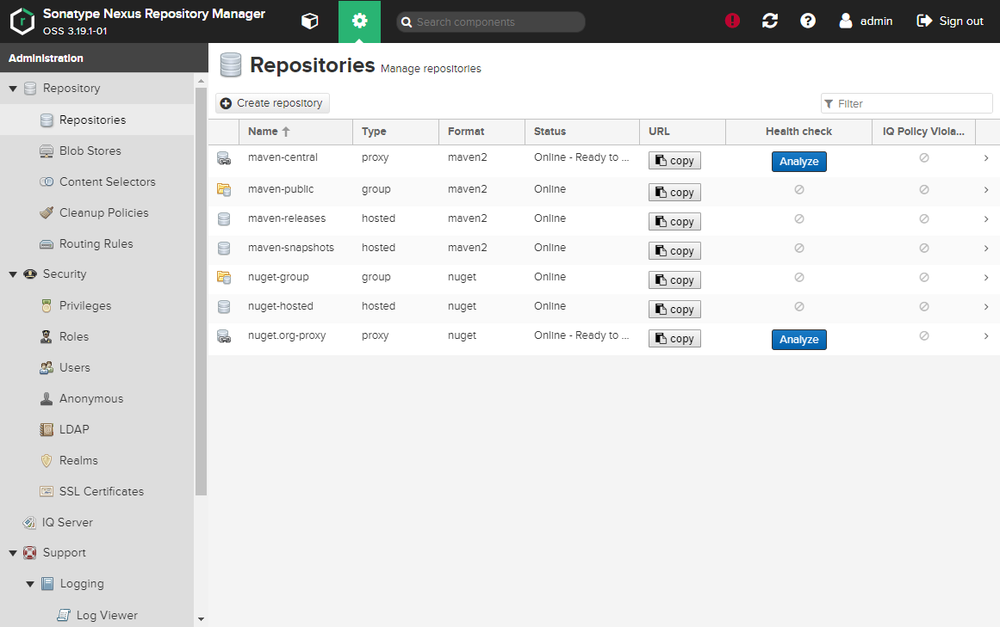 Sonatype Nexus Repository Manager
OSS 3.19.1-01
Search components
admin
Sign out
Administration
Repository
Repositories
Blob Stores
Content Selectors
Cleanup Policies
Routing Rules
Security
Privileges
Roles
Users
Anonymous
LDAP
Realms
SSL Certificates
IQ Server
Support
Logging
Log Viewer
Repositories Manage repositories
Create repository
Filter
Name Type Format Status URL Health check IQ Policy Viola...
maven-central proxy maven2 Online - Ready to ... copy Analyze
maven-public group maven2 Online copy
maven-releases hosted maven2 Online copy
maven-snapshots hosted maven2 Online copy
nuget-group group nuget Online copy
nuget-hosted hosted nuget Online copy
nuget.org-proxy proxy nuget Online - Ready to ... copy Analyze